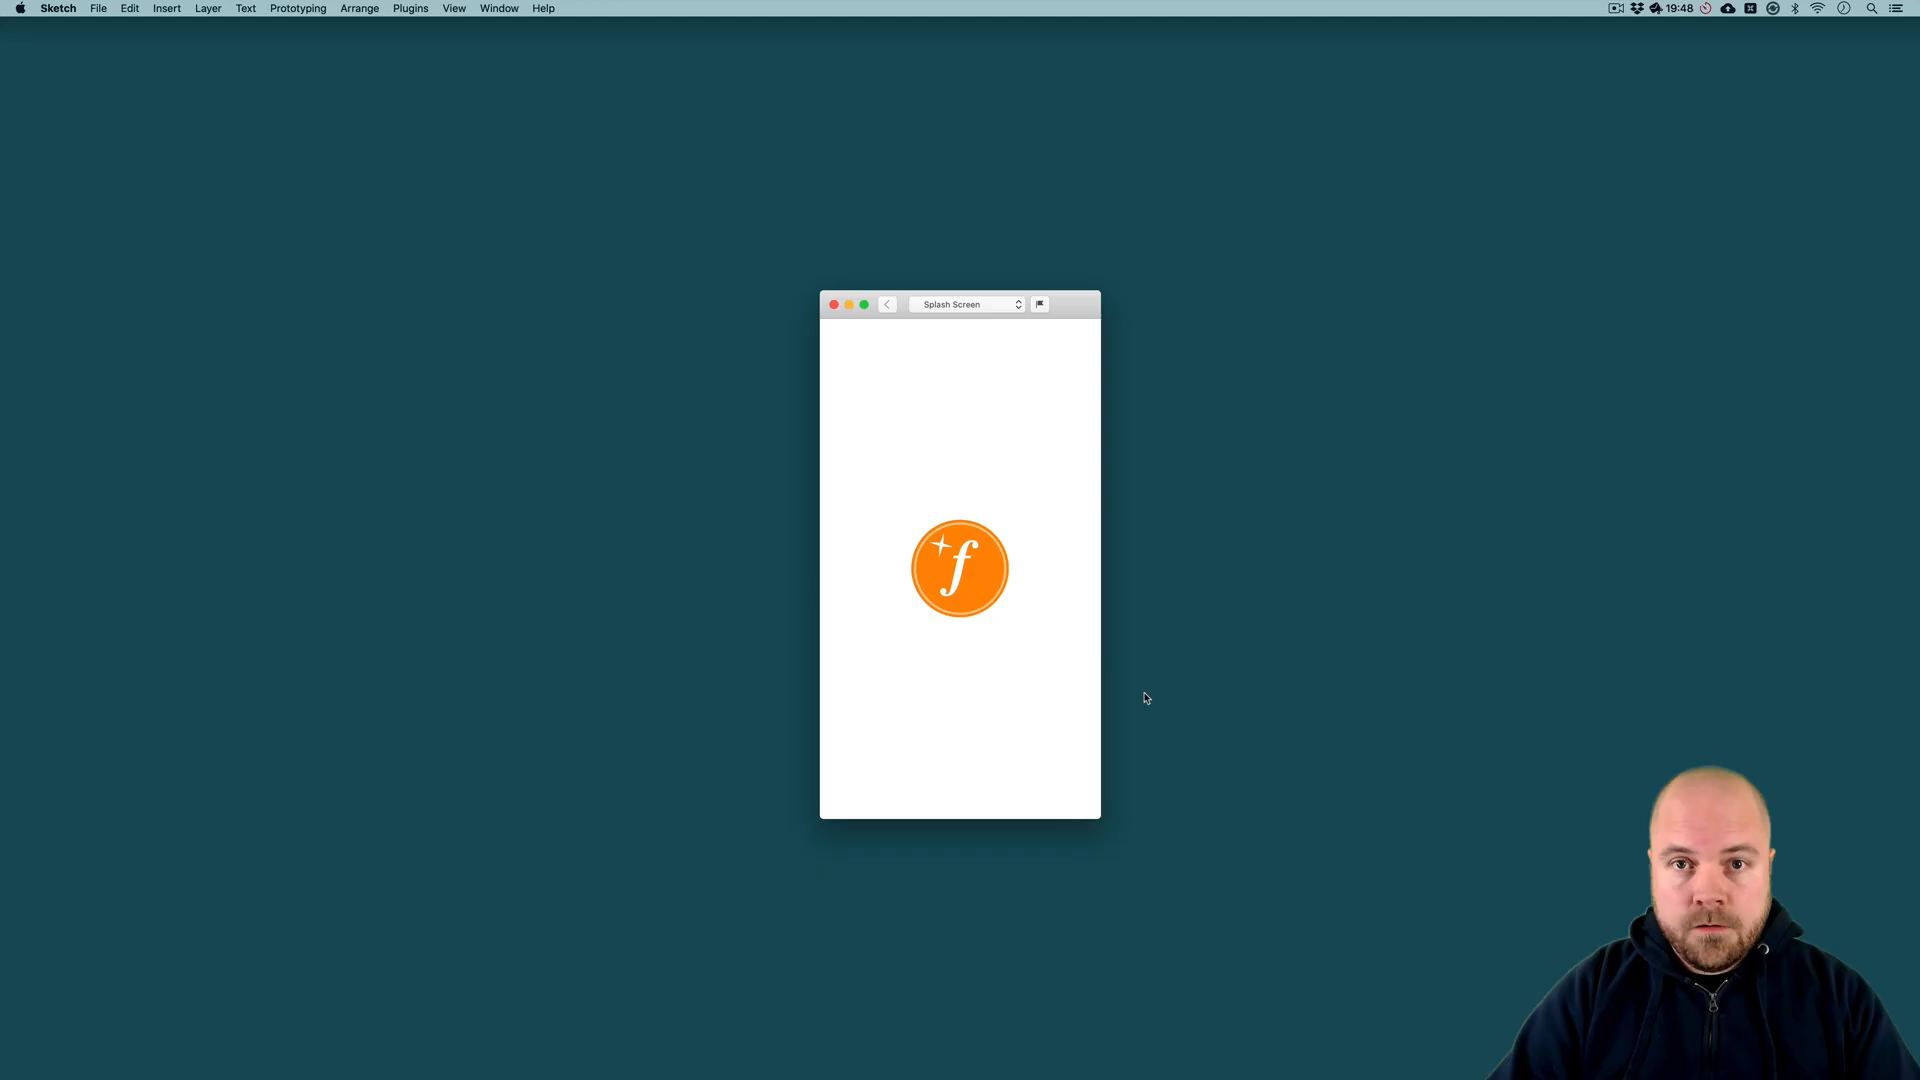 Sketch File Edit Insert Layer Text Prototyping Arrange Plugins View Window Help 19:48
Splash Screen
f